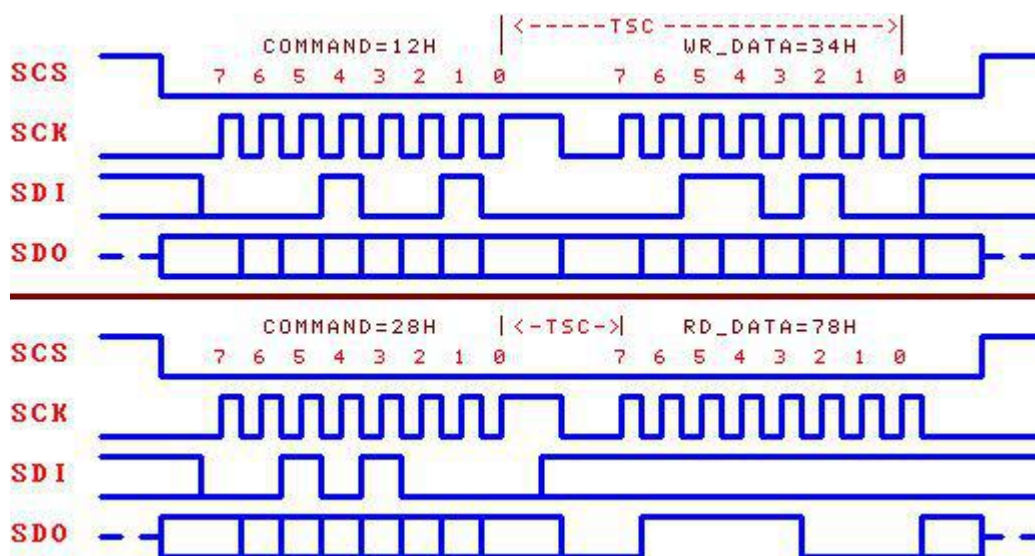 <-----TSC --------------->
COMMAND=12H WR_DATA=34H
SCS 7 6 5 4 3 2 1 0 7 6 5 4 3 2 1 0
SCK
SDI
SDO
COMMAND=28H <-TSC-> RD_DATA=78H
SCS 7 6 5 4 3 2 1 0 7 6 5 4 3 2 1 0
SCK
SDI
SDO